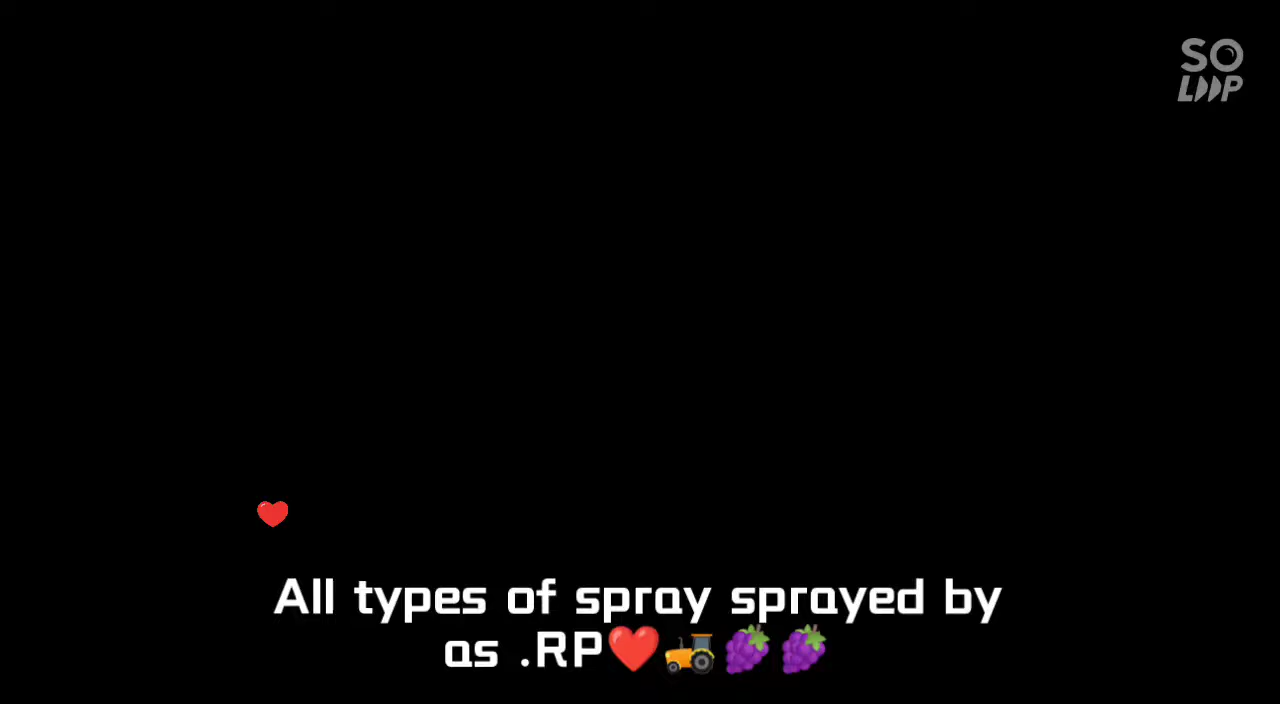 SO
LOOP
❤️
All types of spray sprayed by
as .RP❤️🚜🍇🍇